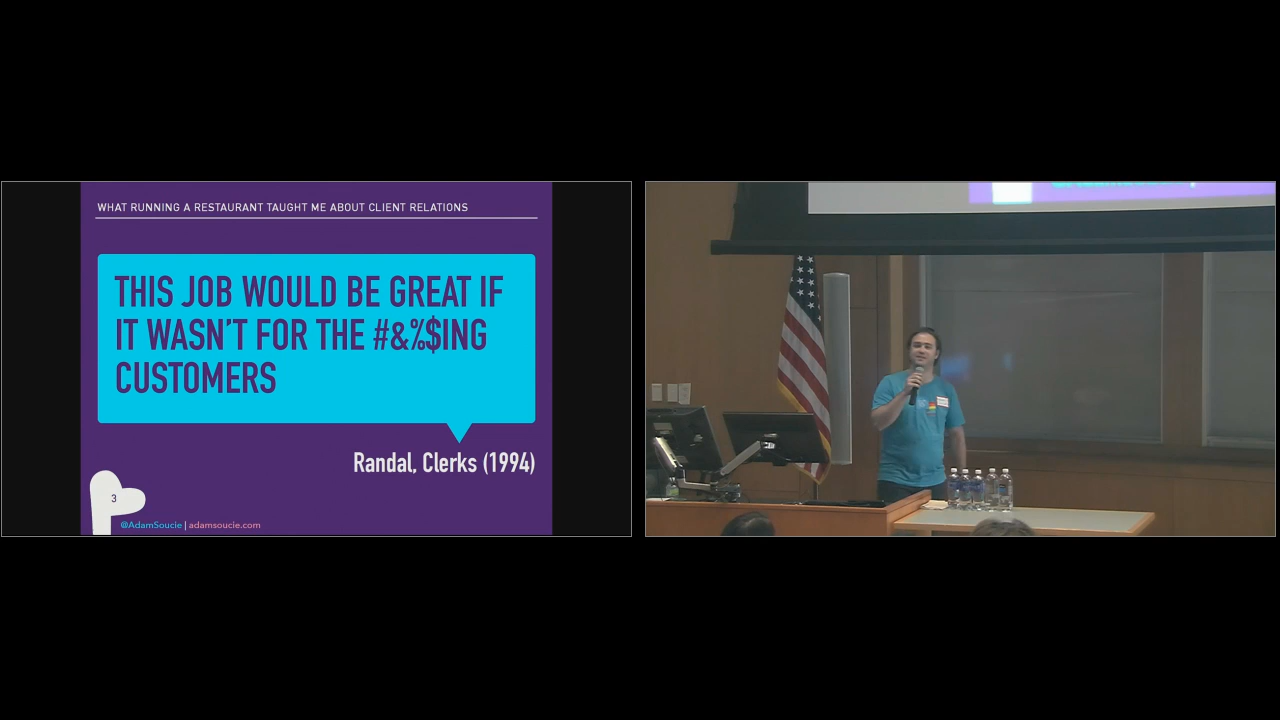 WHAT RUNNING A RESTAURANT TAUGHT ME ABOUT CLIENT RELATIONS
THIS JOB WOULD BE GREAT IF
IT WASN'T FOR THE #&%$ING
CUSTOMERS
Randal, Clerks (1994)
3
@AdamSoucie | adamsoucie.com